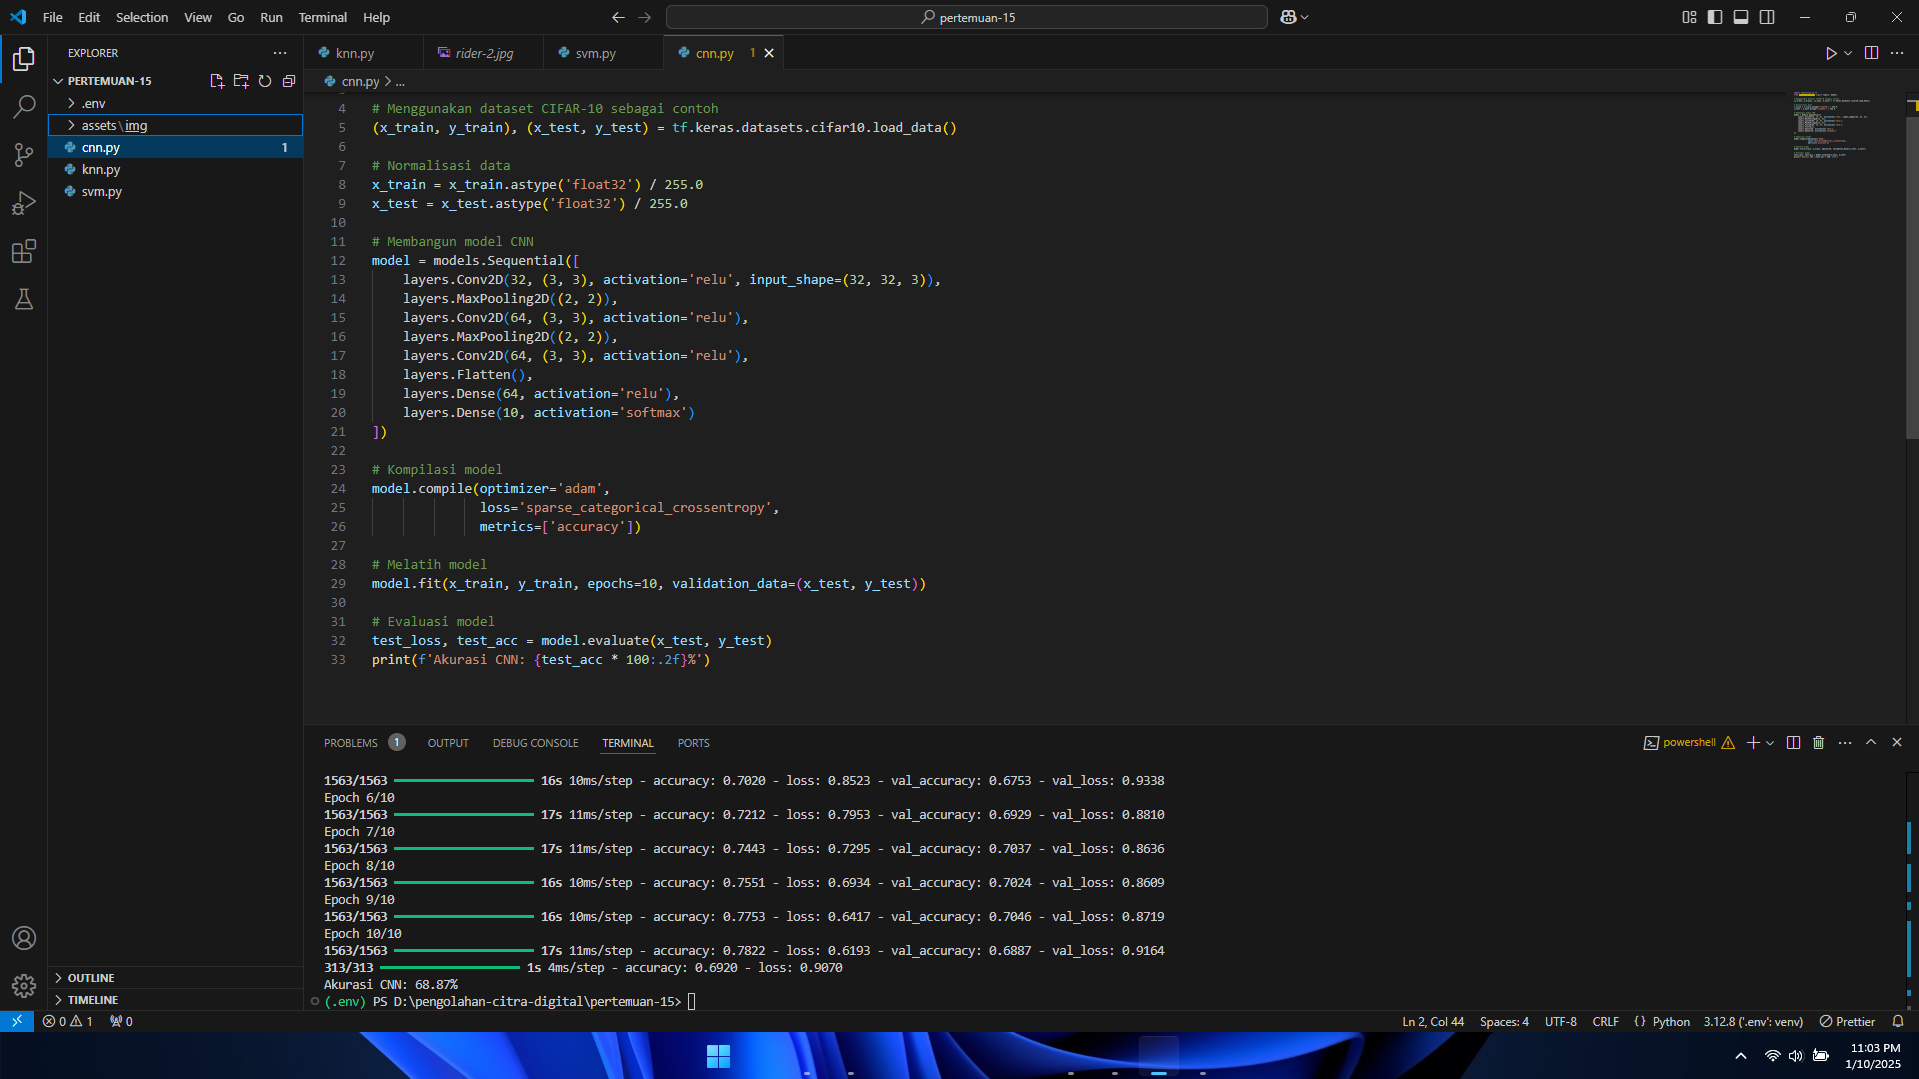 File Edit Selection View Go Run Terminal Help
pertemuan-15
EXPLORER
PERTEMUAN-15
.env
assets\img
cnn.py 1
knn.py
svm.py
OUTLINE
TIMELINE
knn.py rider-2.jpg svm.py cnn.py 1
cnn.py > ...
4 # Menggunakan dataset CIFAR-10 sebagai contoh
5 (x_train, y_train), (x_test, y_test) = tf.keras.datasets.cifar10.load_data()
6
7 # Normalisasi data
8 x_train = x_train.astype('float32') / 255.0
9 x_test = x_test.astype('float32') / 255.0
10
11 # Membangun model CNN
12 model = models.Sequential([
13     layers.Conv2D(32, (3, 3), activation='relu', input_shape=(32, 32, 3)),
14     layers.MaxPooling2D((2, 2)),
15     layers.Conv2D(64, (3, 3), activation='relu'),
16     layers.MaxPooling2D((2, 2)),
17     layers.Conv2D(64, (3, 3), activation='relu'),
18     layers.Flatten(),
19     layers.Dense(64, activation='relu'),
20     layers.Dense(10, activation='softmax')
21 ])
22
23 # Kompilasi model
24 model.compile(optimizer='adam',
25               loss='sparse_categorical_crossentropy',
26               metrics=['accuracy'])
27
28 # Melatih model
29 model.fit(x_train, y_train, epochs=10, validation_data=(x_test, y_test))
30
31 # Evaluasi model
32 test_loss, test_acc = model.evaluate(x_test, y_test)
33 print(f'Akurasi CNN: {test_acc * 100:.2f}%')
PROBLEMS 1 OUTPUT DEBUG CONSOLE TERMINAL PORTS
powershell
1563/1563 16s 10ms/step - accuracy: 0.7020 - loss: 0.8523 - val_accuracy: 0.6753 - val_loss: 0.9338
Epoch 6/10
1563/1563 17s 11ms/step - accuracy: 0.7212 - loss: 0.7953 - val_accuracy: 0.6929 - val_loss: 0.8810
Epoch 7/10
1563/1563 17s 11ms/step - accuracy: 0.7443 - loss: 0.7295 - val_accuracy: 0.7037 - val_loss: 0.8636
Epoch 8/10
1563/1563 16s 10ms/step - accuracy: 0.7551 - loss: 0.6934 - val_accuracy: 0.7024 - val_loss: 0.8609
Epoch 9/10
1563/1563 16s 10ms/step - accuracy: 0.7753 - loss: 0.6417 - val_accuracy: 0.7046 - val_loss: 0.8719
Epoch 10/10
1563/1563 17s 11ms/step - accuracy: 0.7822 - loss: 0.6193 - val_accuracy: 0.6887 - val_loss: 0.9164
313/313 1s 4ms/step - accuracy: 0.6920 - loss: 0.9070
Akurasi CNN: 68.87%
(.env) PS D:\pengolahan-citra-digital\pertemuan-15>
0 1 0 Ln 2, Col 44 Spaces: 4 UTF-8 CRLF {} Python 3.12.8 ('.env': venv) Prettier
11:03 PM
1/10/2025